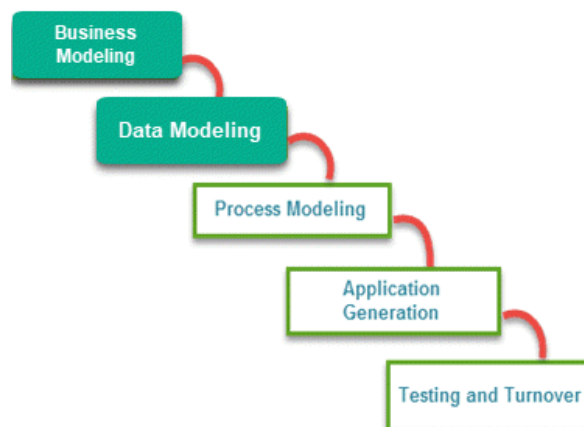 Business
Modeling
Data Modeling
Process Modeling
Application
Generation
Testing and Turnover